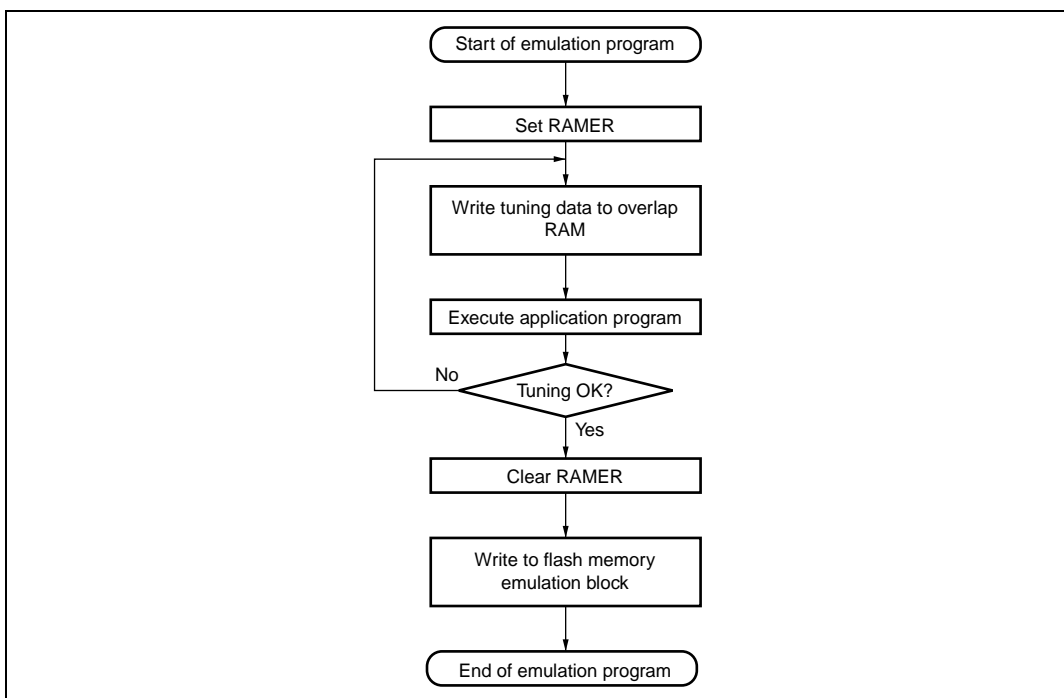 Start of emulation program
Set RAMER
Write tuning data to overlap
RAM
Execute application program
No
Tuning OK?
Yes
Clear RAMER
Write to flash memory
emulation block
End of emulation program